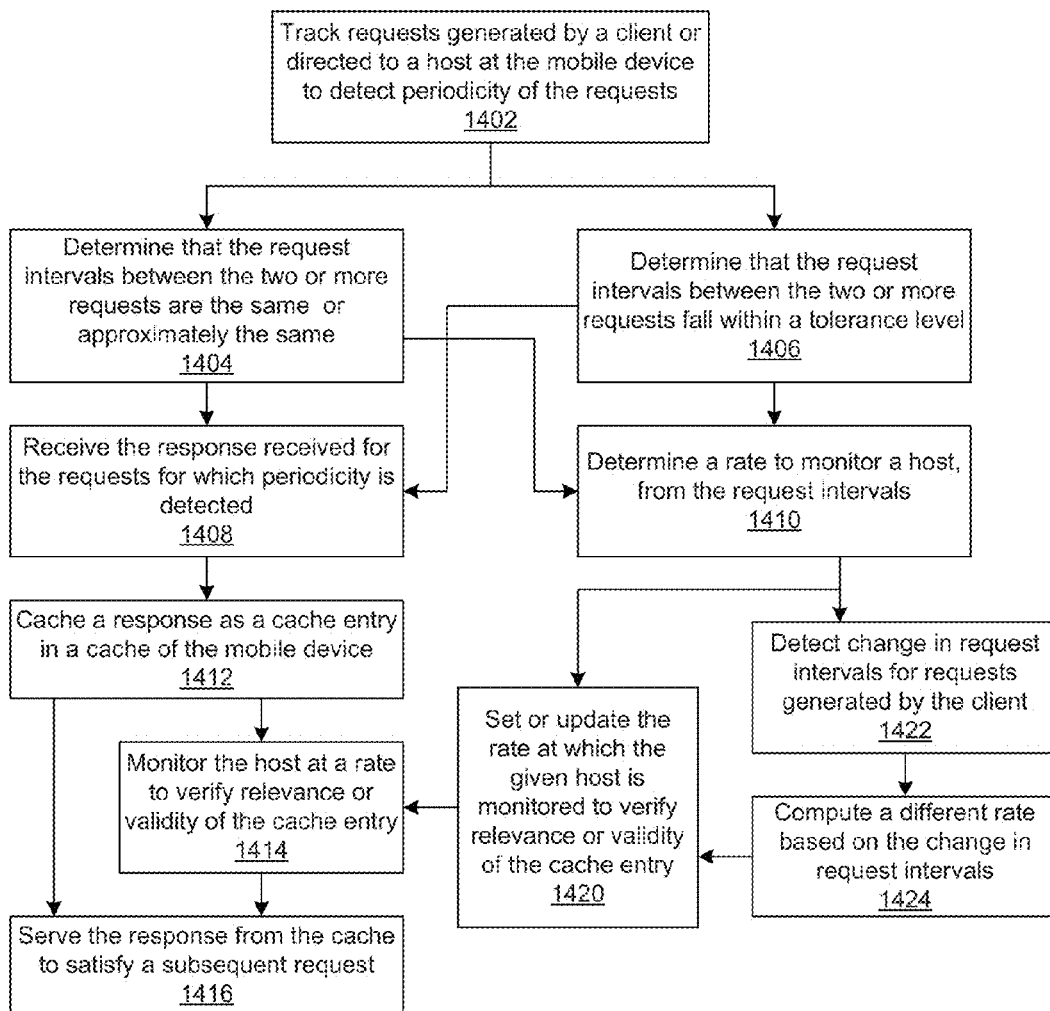 Track requests generated by a client or
directed to a host at the mobile device
to detect periodicity of the requests
1402
Determine that the request
intervals between the two or more
requests are the same or
approximately the same
1404
Determine that the request
intervals between the two or more
requests fall within a tolerance level
1406
Receive the response received for
the requests for which periodicity is
detected
1408
Determine a rate to monitor a host,
from the request intervals
1410
Cache a response as a cache entry
in a cache of the mobile device
1412
Detect change in request
intervals for requests
generated by the client
1422
Set or update the
rate at which the
given host is
monitored to verify
relevance or validity
of the cache entry
1420
Monitor the host at a rate
to verify relevance or
validity of the cache entry
1414
Compute a different rate
based on the change in
request intervals
1424
Serve the response from the cache
to satisfy a subsequent request
1416